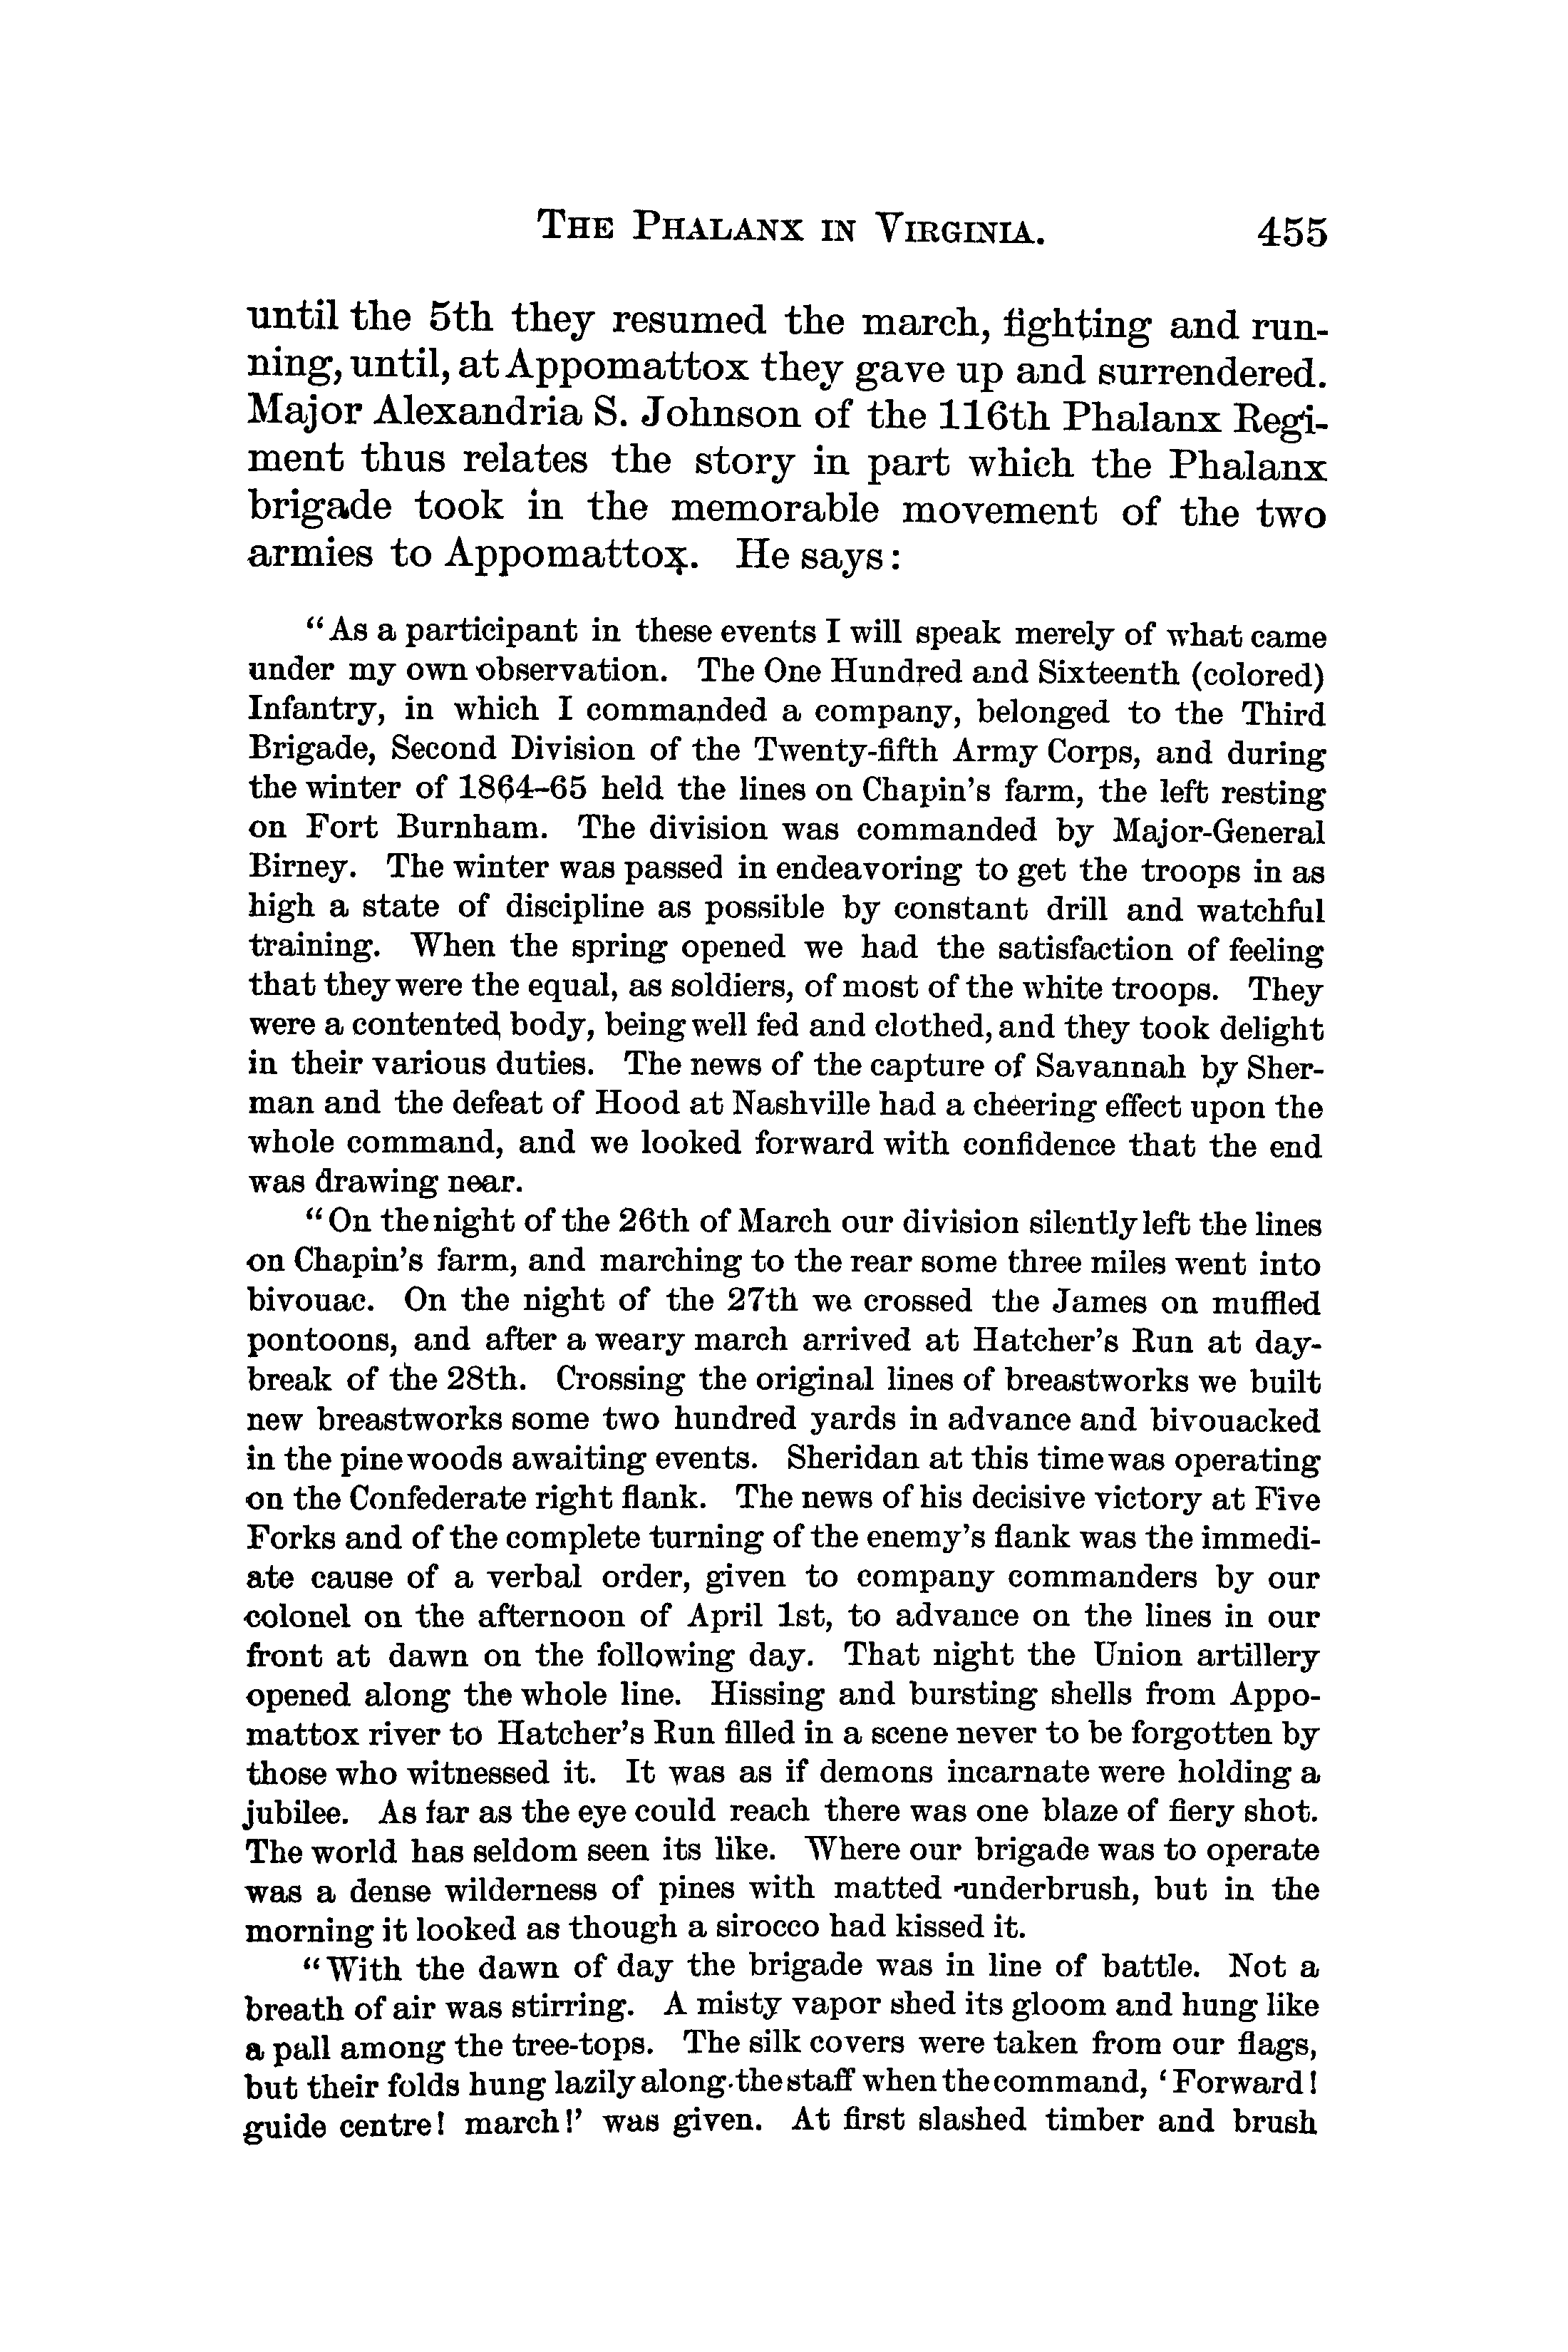 THE PHALANX IN VIRGINIA. 455
until the 5th they resumed the march, fighting and run-
ning, until, at Appomattox they gave up and surrendered.
Major Alexandria S. Johnson of the 116th Phalanx Regi-
ment thus relates the story in part which the Phalanx
brigade took in the memorable movement of the two
armies to Appomattox. He says:
“As a participant in these events I will speak merely of what came
under my own observation. The One Hundred and Sixteenth (colored)
Infantry, in which I commanded a company, belonged to the Third
Brigade, Second Division of the Twenty-fifth Army Corps, and during
the winter of 1864–65 held the lines on Chapin’s farm, the left resting
on Fort Burnham. The division was commanded by Major-General
Birney. The winter was passed in endeavoring to get the troops in as
high a state of discipline as possible by constant drill and watchful
training. When the spring opened we had the satisfaction of feeling
that they were the equal, as soldiers, of most of the white troops. They
were a contented body, being well fed and clothed, and they took delight
in their various duties. The news of the capture of Savannah by Sher-
man and the defeat of Hood at Nashville had a cheering effect upon the
whole command, and we looked forward with confidence that the end
was drawing near.
“On the night of the 26th of March our division silently left the lines
on Chapin’s farm, and marching to the rear some three miles went into
bivouac. On the night of the 27th we crossed the James on muffled
pontoons, and after a weary march arrived at Hatcher’s Run at day-
break of the 28th. Crossing the original lines of breastworks we built
new breastworks some two hundred yards in advance and bivouacked
in the pine woods awaiting events. Sheridan at this time was operating
on the Confederate right flank. The news of his decisive victory at Five
Forks and of the complete turning of the enemy’s flank was the immedi-
ate cause of a verbal order, given to company commanders by our
colonel on the afternoon of April 1st, to advance on the lines in our
front at dawn on the following day. That night the Union artillery
opened along the whole line. Hissing and bursting shells from Appo-
mattox river to Hatcher’s Run filled in a scene never to be forgotten by
those who witnessed it. It was as if demons incarnate were holding a
jubilee. As far as the eye could reach there was one blaze of fiery shot.
The world has seldom seen its like. Where our brigade was to operate
was a dense wilderness of pines with matted underbrush, but in the
morning it looked as though a sirocco had kissed it.
“With the dawn of day the brigade was in line of battle. Not a
breath of air was stirring. A misty vapor shed its gloom and hung like
a pall among the tree-tops. The silk covers were taken from our flags,
but their folds hung lazily along the staff when the command, ‘Forward!
guide centre! march!’ was given. At first slashed timber and brush